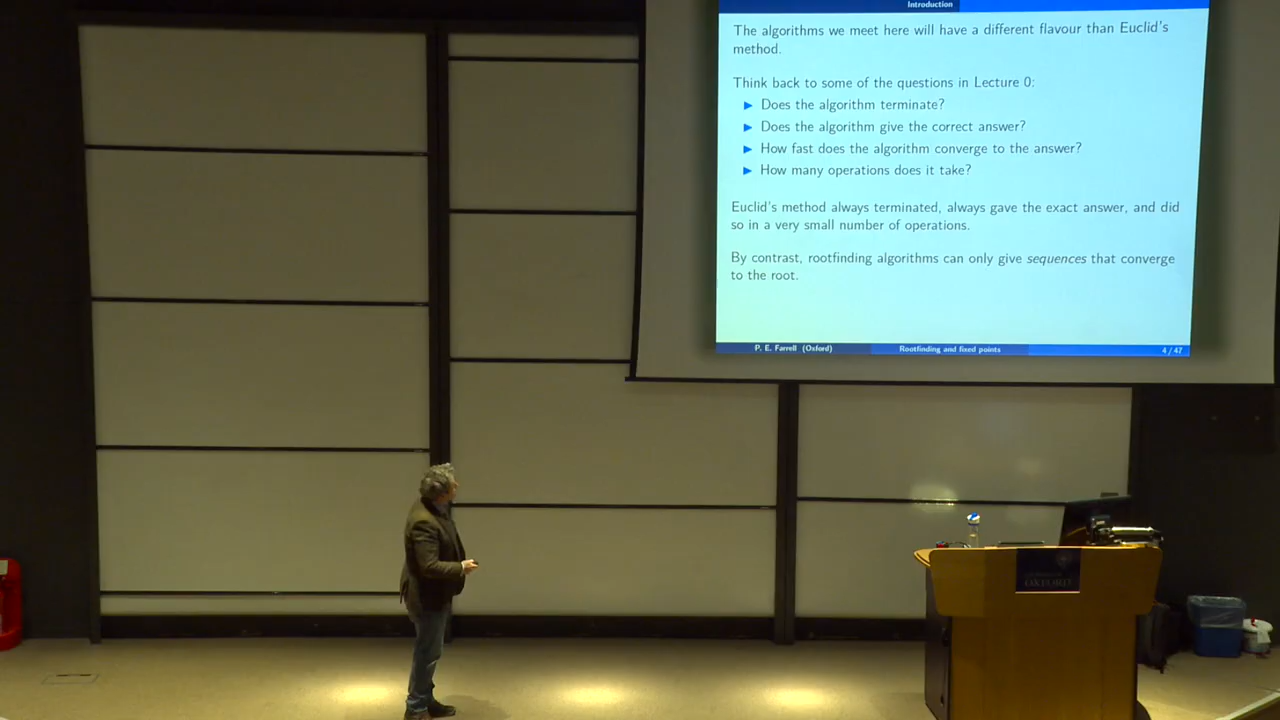 Introduction
The algorithms we meet here will have a different flavour than Euclid's
method.
Think back to some of the questions in Lecture 0:
Does the algorithm terminate?
Does the algorithm give the correct answer?
How fast does the algorithm converge to the answer?
How many operations does it take?
Euclid's method always terminated, always gave the exact answer, and did
so in a very small number of operations.
By contrast, rootfinding algorithms can only give sequences that converge
to the root.
P. E. Farrell (Oxford) Rootfinding and fixed points 4 / 47
OXFORD